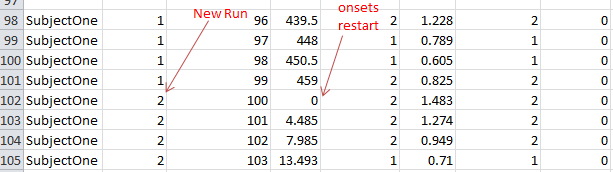 97
98 SubjectOne 1 96 439.5 2 1.228 2 0
New Run
onsets
restart
99 SubjectOne 1 97 448 1 0.789 1 0
100 SubjectOne 1 98 450.5 1 0.605 1 0
101 SubjectOne 1 99 459 2 0.825 2 0
102 SubjectOne 2 100 0 2 1.483 2 0
103 SubjectOne 2 101 4.485 2 1.274 2 0
104 SubjectOne 2 102 7.985 2 0.949 2 0
105 SubjectOne 2 103 13.493 1 0.71 1 0